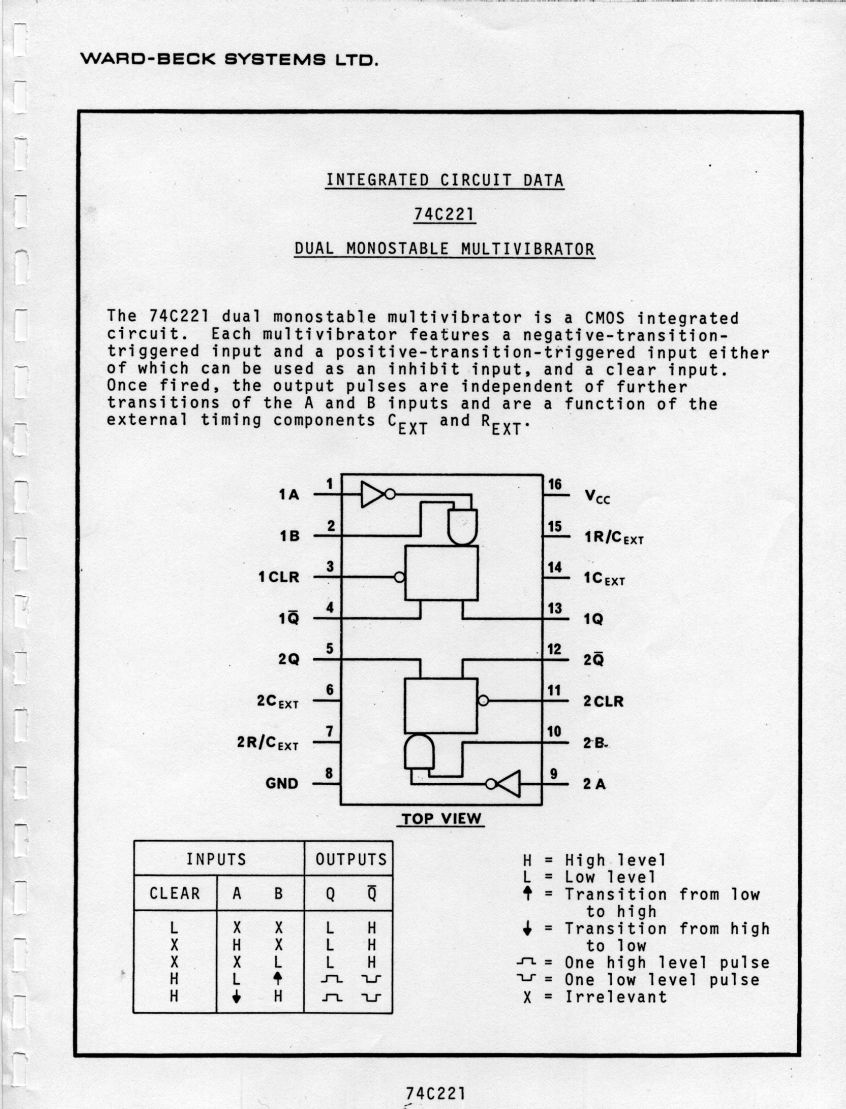 WARD-BECK SYSTEMS LTD.
INTEGRATED CIRCUIT DATA
74C221
DUAL MONOSTABLE MULTIVIBRATOR
The 74C221 dual monostable multivibrator is a CMOS integrated
circuit. Each multivibrator features a negative-transition-
triggered input and a positive-transition-triggered input either
of which can be used as an inhibit input, and a clear input.
Once fired, the output pulses are independent of further
transitions of the A and B inputs and are a function of the
external timing components CEXT and REXT.
1A 1 16 VCC
1B 2 15 1R/CEXT
1CLR 3 14 1CEXT
1Q̅ 4 13 1Q
2Q 5 12 2Q̅
2CEXT 6 11 2CLR
2R/CEXT 7 10 2B
GND 8 9 2A
TOP VIEW
INPUTS OUTPUTS
CLEAR A B Q Q̅
L X X L H
X H X L H
X X L L H
H L ↑ ⎍ ⎎
H ↓ H ⎍ ⎎
H = High level
L = Low level
↑ = Transition from low
to high
↓ = Transition from high
to low
⎍ = One high level pulse
⎎ = One low level pulse
X = Irrelevant
74C221